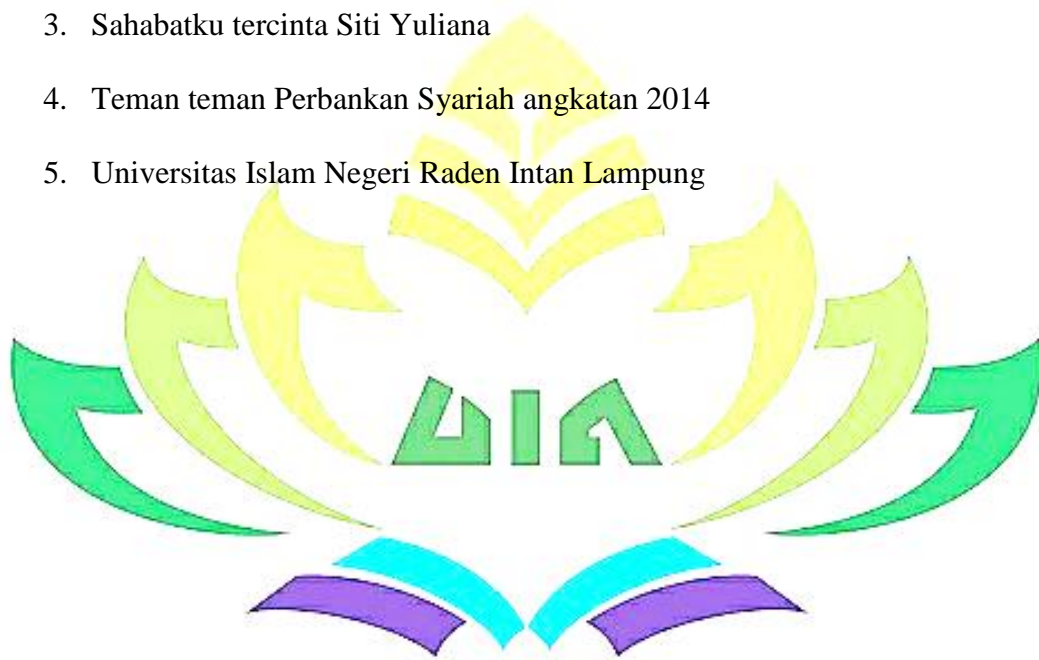 3. Sahabatku tercinta Siti Yuliana
4. Teman teman Perbankan Syariah angkatan 2014
5. Universitas Islam Negeri Raden Intan Lampung
UIN